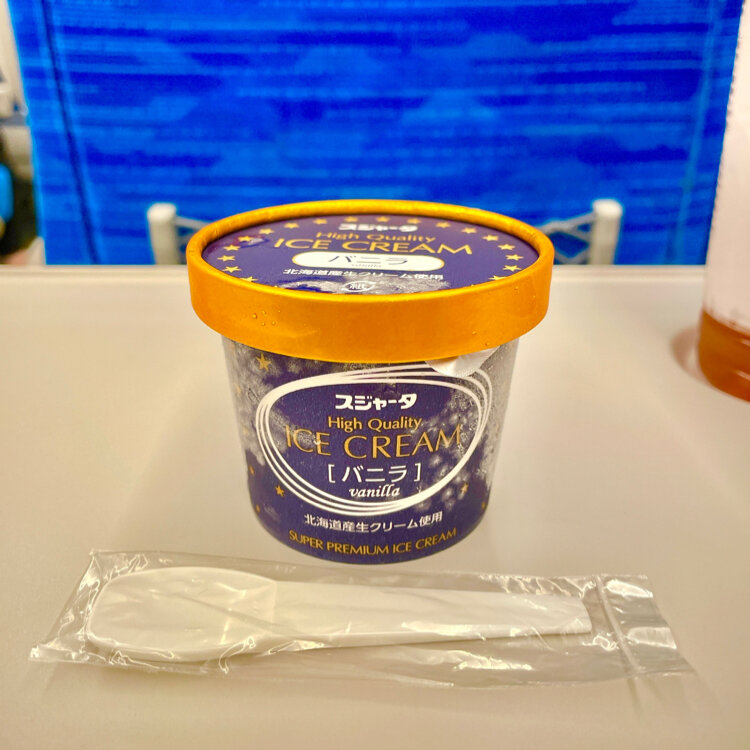 スジャータ
High Quality
ICE CREAM
バニラ
vanilla
北海道産生クリーム使用
紙
スジャータ
High Quality
ICE CREAM
[バニラ]
vanilla
北海道産生クリーム使用
SUPER PREMIUM ICE CREAM